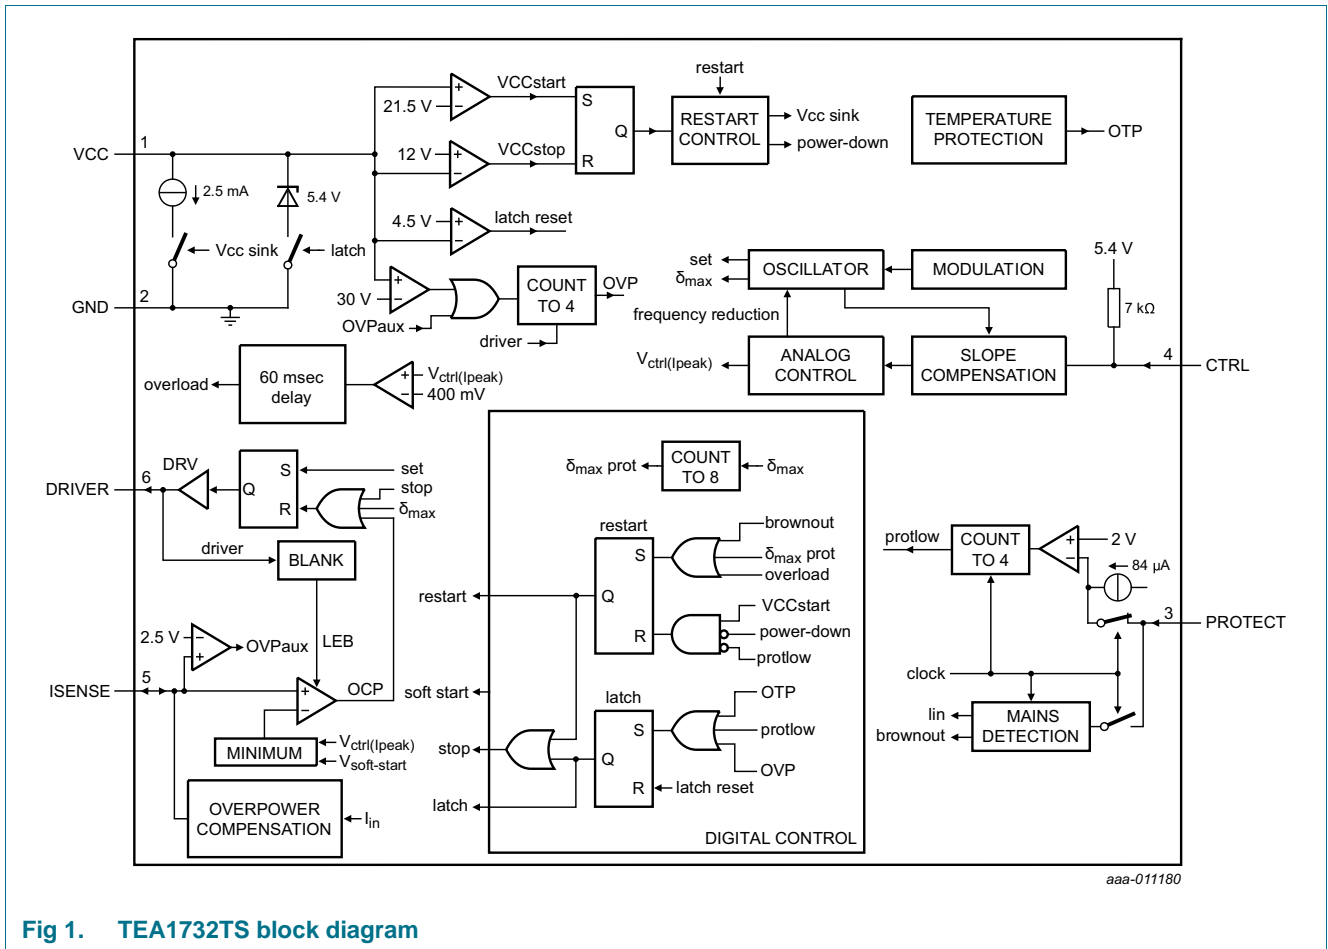 restart
VCCstart
21.5 V
S
Q
R
RESTART
CONTROL
Vcc sink
power-down
TEMPERATURE
PROTECTION
OTP
VCC
1
12 V
VCCstop
2.5 mA
5.4 V
4.5 V
latch reset
Vcc sink
latch
GND
2
30 V
OVPaux
COUNT
TO 4
OVP
driver
set
δmax
OSCILLATOR
MODULATION
5.4 V
7 kΩ
frequency reduction
Vctrl(Ipeak)
ANALOG
CONTROL
SLOPE
COMPENSATION
4
CTRL
overload
60 msec
delay
Vctrl(Ipeak)
400 mV
DRIVER
6
DRV
Q
S
R
set
stop
δmax
driver
BLANK
δmax prot
COUNT
TO 8
δmax
restart
S
Q
R
brownout
δmax prot
overload
restart
VCCstart
power-down
protlow
protlow
COUNT
TO 4
2 V
84 µA
3
PROTECT
2.5 V
OVPaux
LEB
ISENSE
5
OCP
MINIMUM
Vctrl(Ipeak)
Vsoft-start
OVERPOWER
COMPENSATION
Iin
soft start
latch
S
Q
R
OTP
protlow
OVP
stop
latch
latch reset
DIGITAL CONTROL
clock
lin
brownout
MAINS
DETECTION
aaa-011180
Fig 1. TEA1732TS block diagram